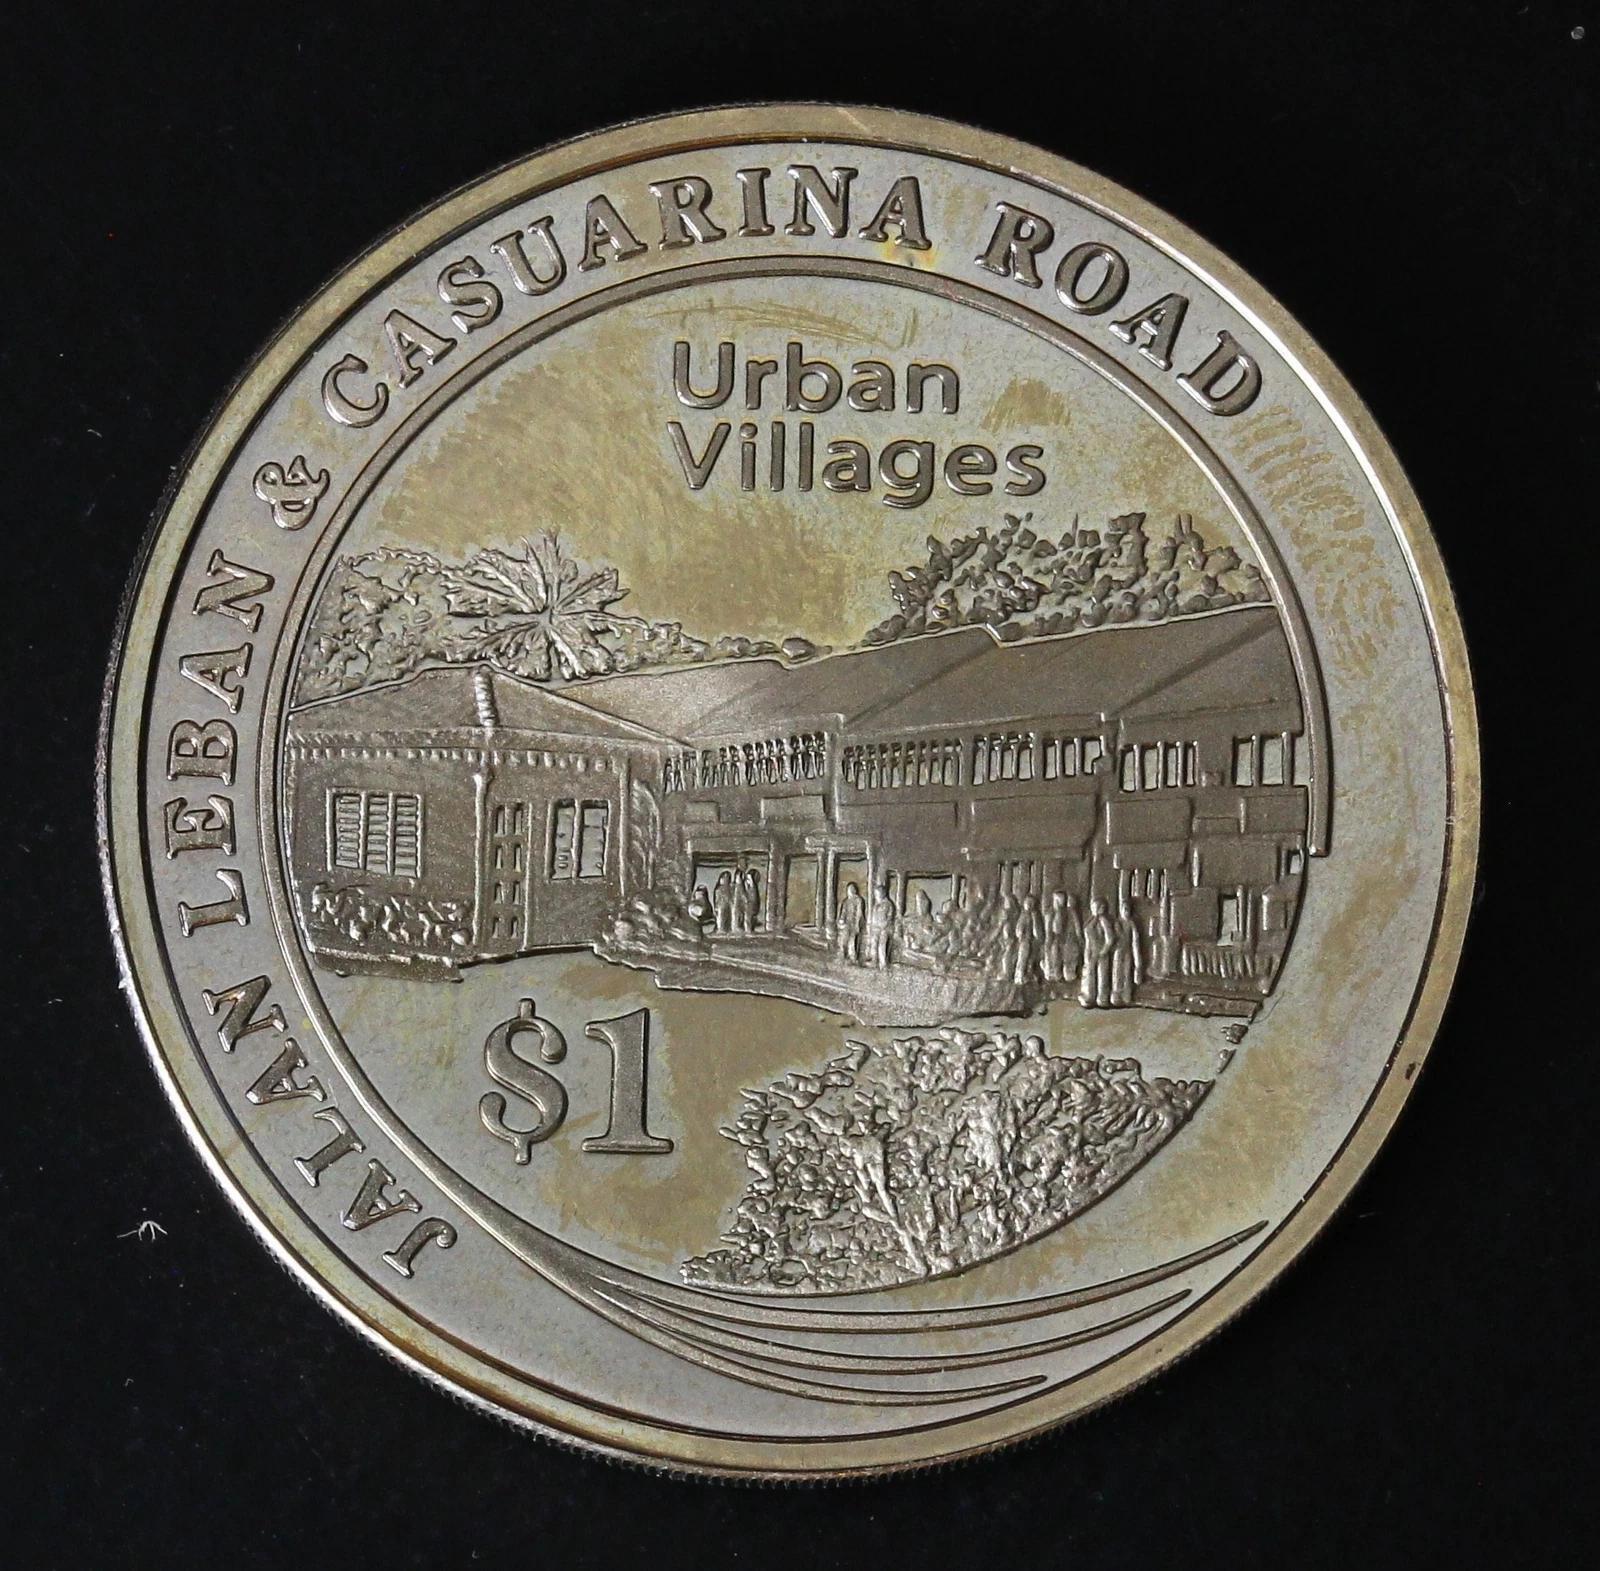 JALAN LEBAN & CASUARINA ROAD
Urban
Villages
$1